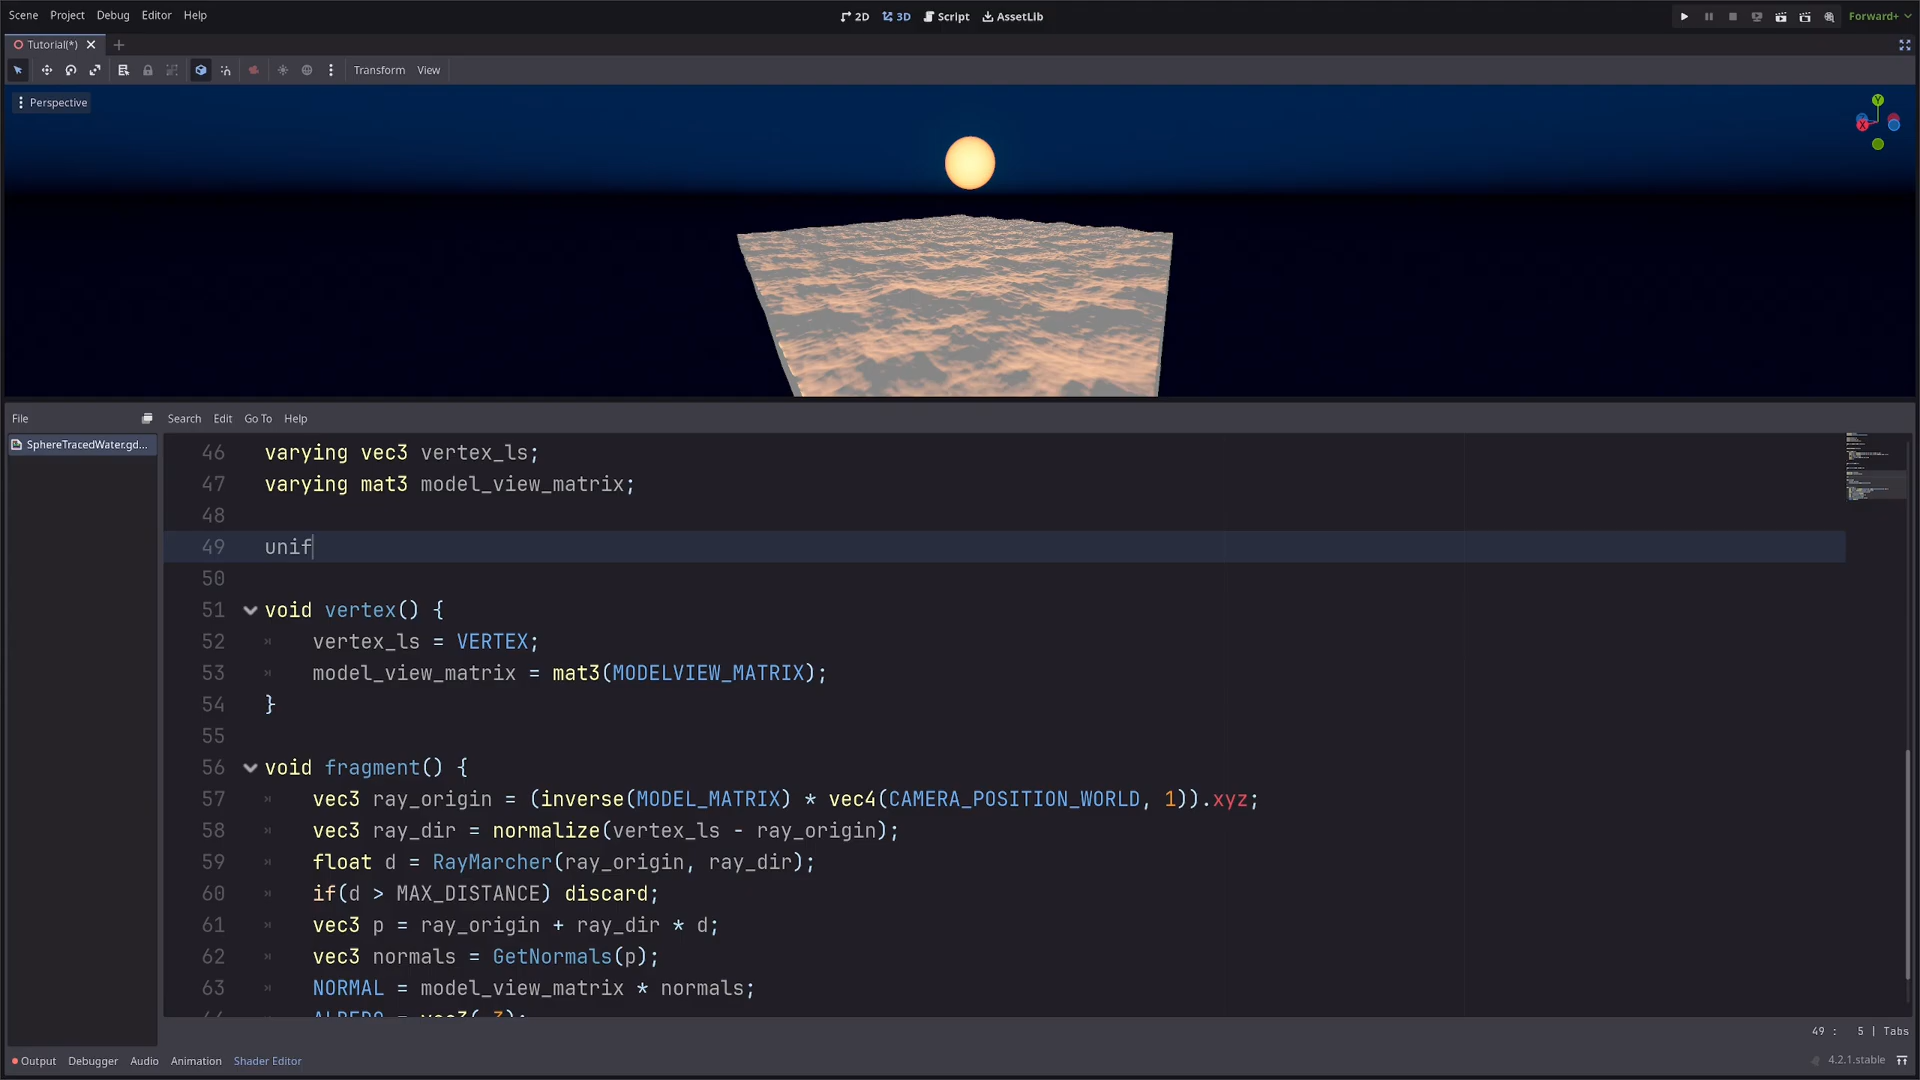 Scene Project Debug Editor Help
2D 3D Script AssetLib
Forward+
Tutorial(*)
Transform View
Perspective
Y
X
File
Search Edit Go To Help
SphereTracedWater.gd...
46 varying vec3 vertex_ls;
47 varying mat3 model_view_matrix;
48
49 unif
50
51 void vertex() {
52 vertex_ls = VERTEX;
53 model_view_matrix = mat3(MODELVIEW_MATRIX);
54 }
55
56 void fragment() {
57 vec3 ray_origin = (inverse(MODEL_MATRIX) * vec4(CAMERA_POSITION_WORLD, 1)).xyz;
58 vec3 ray_dir = normalize(vertex_ls - ray_origin);
59 float d = RayMarcher(ray_origin, ray_dir);
60 if(d > MAX_DISTANCE) discard;
61 vec3 p = ray_origin + ray_dir * d;
62 vec3 normals = GetNormals(p);
63 NORMAL = model_view_matrix * normals;
64 ALBEDO = vec3(.3);
49 : 5 | Tabs
Output Debugger Audio Animation Shader Editor
4.2.1.stable